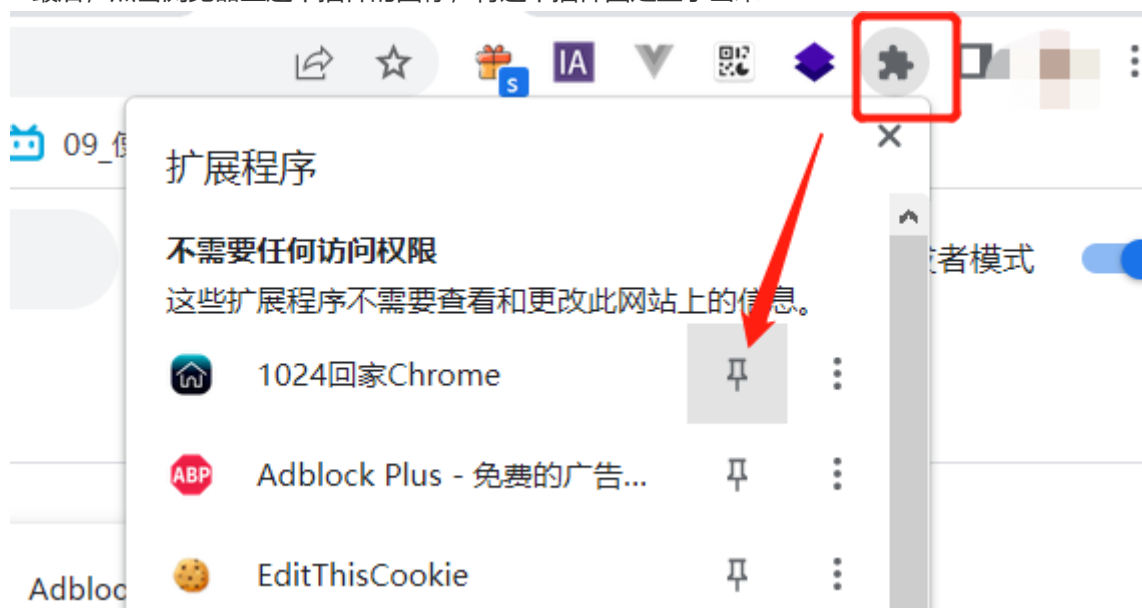 s
IA
09_
扩展程序
不需要任何访问权限
这些扩展程序不需要查看和更改此网站上的信息。
者模式
1024回家Chrome
ABP
Adblock Plus - 免费的广告...
EditThisCookie